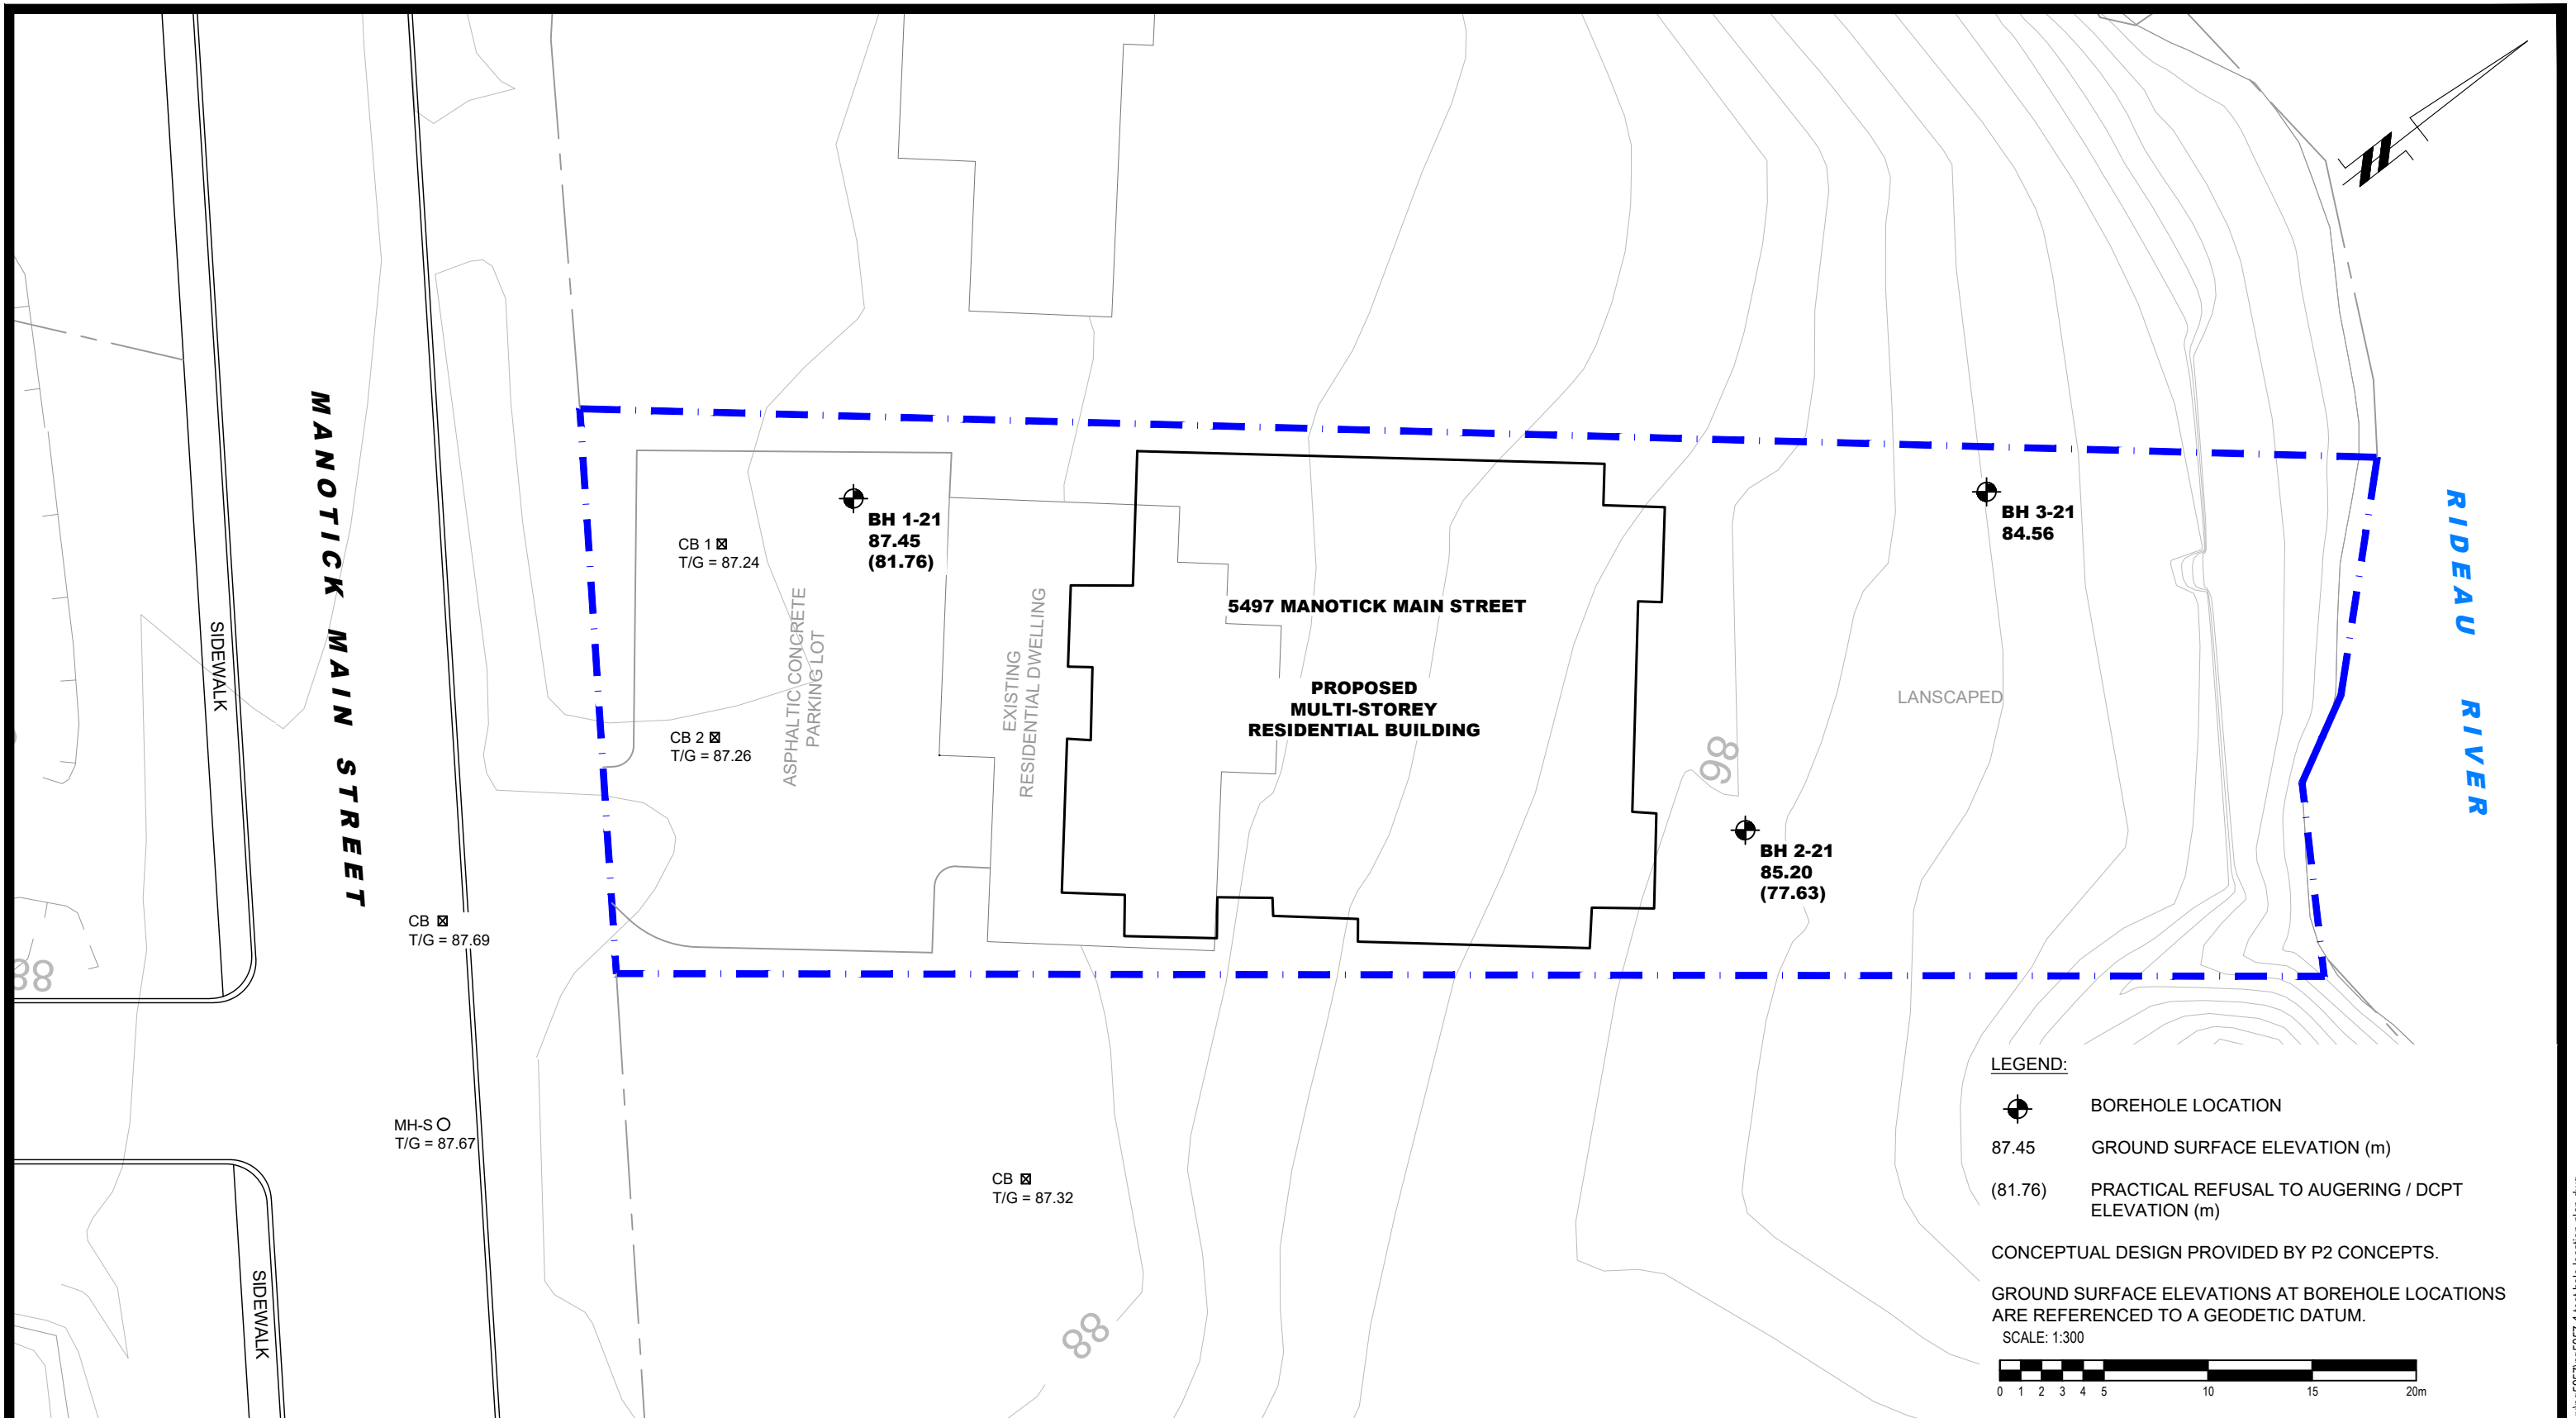 MANOTICK MAIN STREET
SIDEWALK
SIDEWALK
88
CB
T/G = 87.69
MH-S
T/G = 87.67
CB 1
T/G = 87.24
CB 2
T/G = 87.26
ASPHALTIC CONCRETE
PARKING LOT
BH 1-21
87.45
(81.76)
EXISTING
RESIDENTIAL DWELLING
5497 MANOTICK MAIN STREET
PROPOSED
MULTI-STOREY
RESIDENTIAL BUILDING
86
BH 2-21
85.20
(77.63)
BH 3-21
84.56
LANSCAPED
RIDEAU RIVER
CB
T/G = 87.32
88
LEGEND:
BOREHOLE LOCATION
87.45 GROUND SURFACE ELEVATION (m)
(81.76) PRACTICAL REFUSAL TO AUGERING / DCPT
ELEVATION (m)
CONCEPTUAL DESIGN PROVIDED BY P2 CONCEPTS.
GROUND SURFACE ELEVATIONS AT BOREHOLE LOCATIONS
ARE REFERENCED TO A GEODETIC DATUM.
SCALE: 1:300
0 1 2 3 4 5 10 15 20m